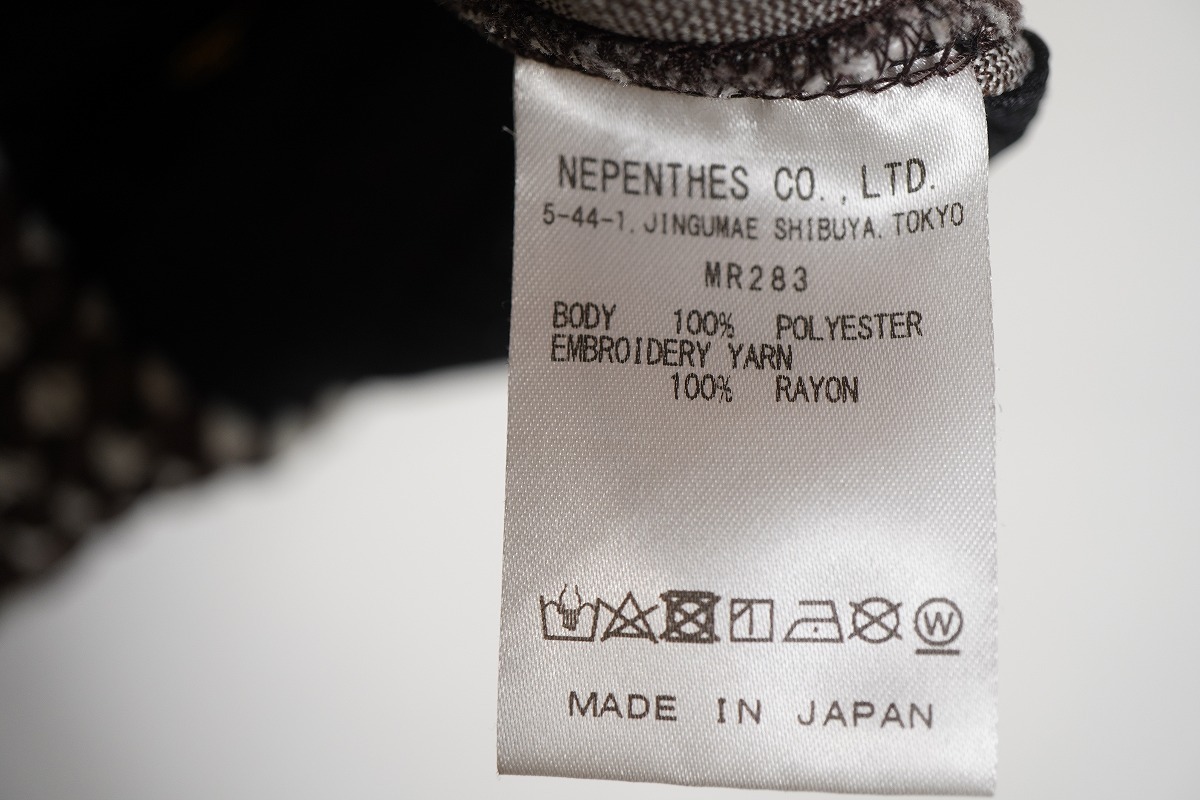 NEPENTHES CO.,LTD.
5-44-1, JINGUMAE SHIBUYA. TOKYO
MR283
BODY 100% POLYESTER
EMBROIDERY YARN
100% RAYON
W
MADE IN JAPAN